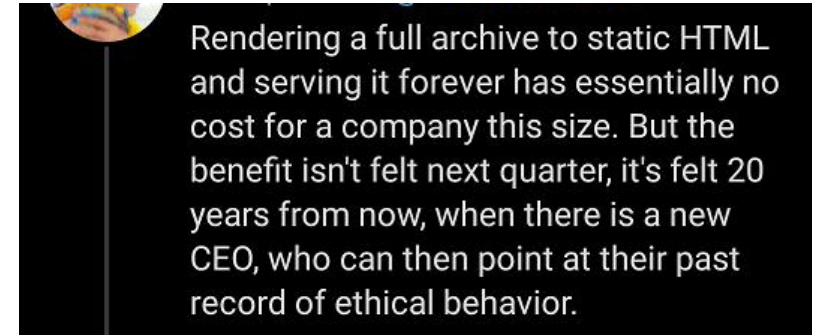 Rendering a full archive to static HTML
and serving it forever has essentially no
cost for a company this size. But the
benefit isn't felt next quarter, it's felt 20
years from now, when there is a new
CEO, who can then point at their past
record of ethical behavior.